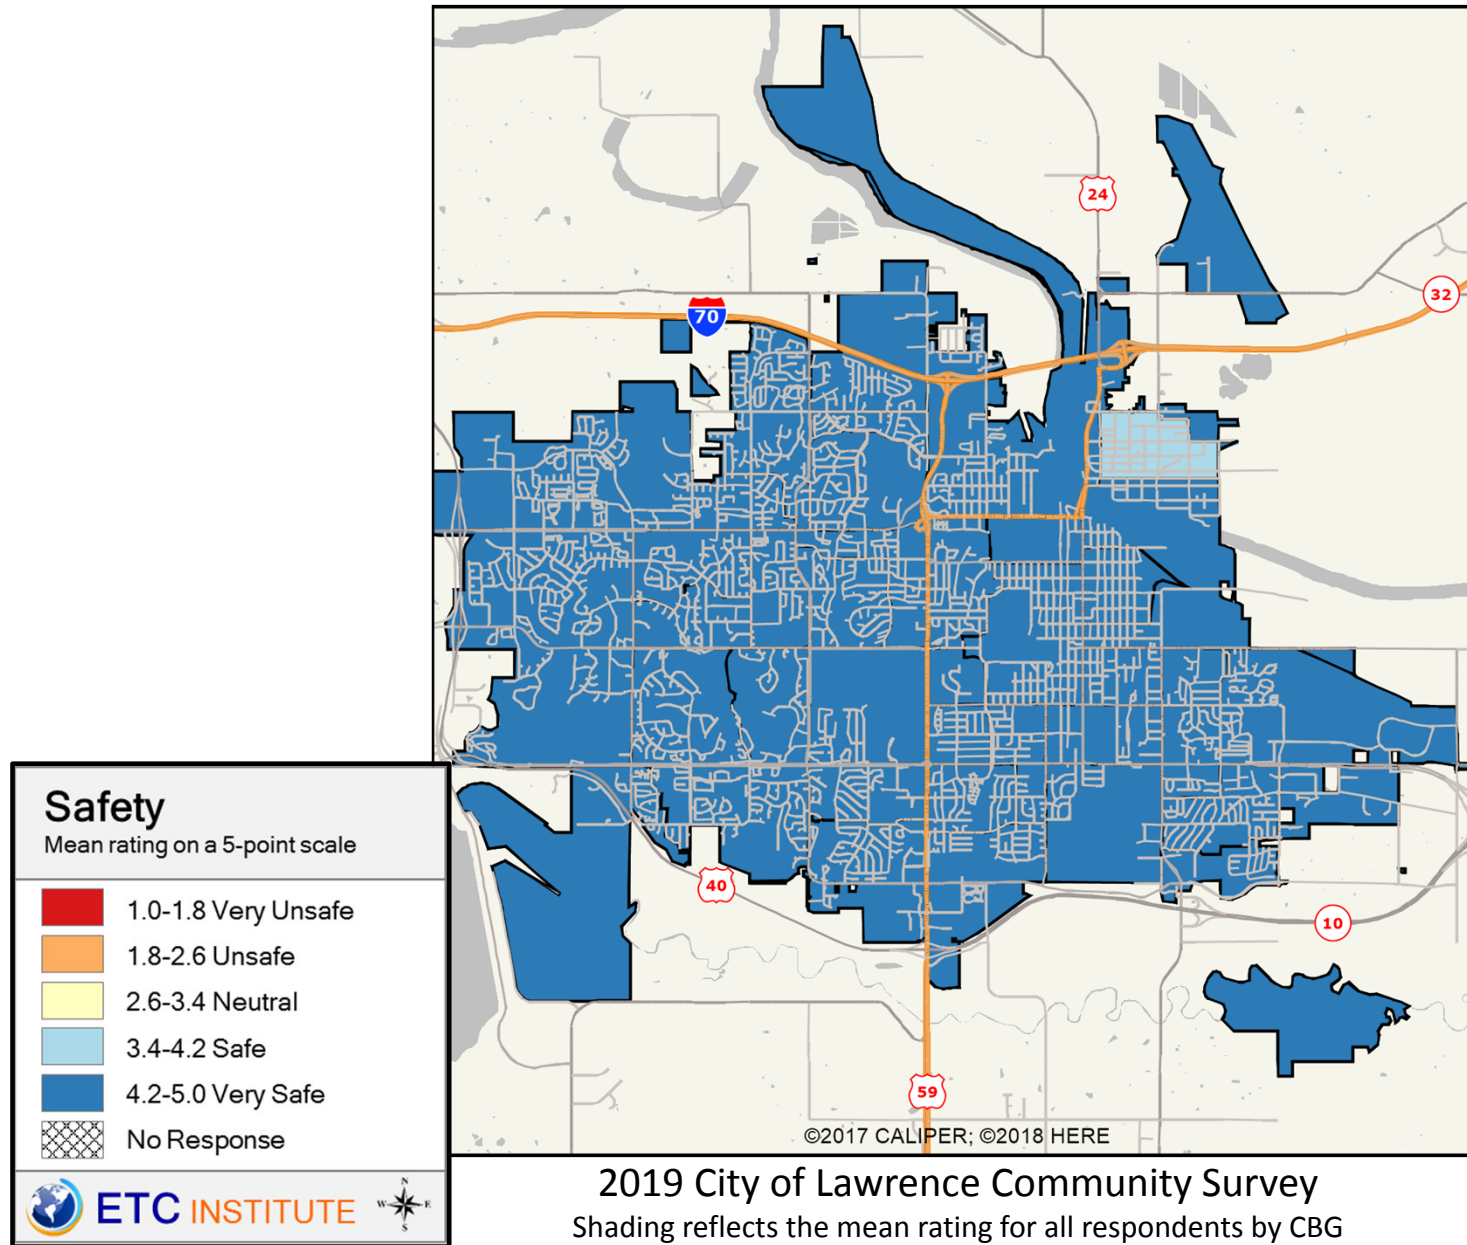 24
32
70
40
10
59
©2017 CALIPER; ©2018 HERE
Safety
Mean rating on a 5-point scale
1.0-1.8 Very Unsafe
1.8-2.6 Unsafe
2.6-3.4 Neutral
3.4-4.2 Safe
4.2-5.0 Very Safe
No Response
ETC INSTITUTE
N
W E
S
2019 City of Lawrence Community Survey
Shading reflects the mean rating for all respondents by CBG